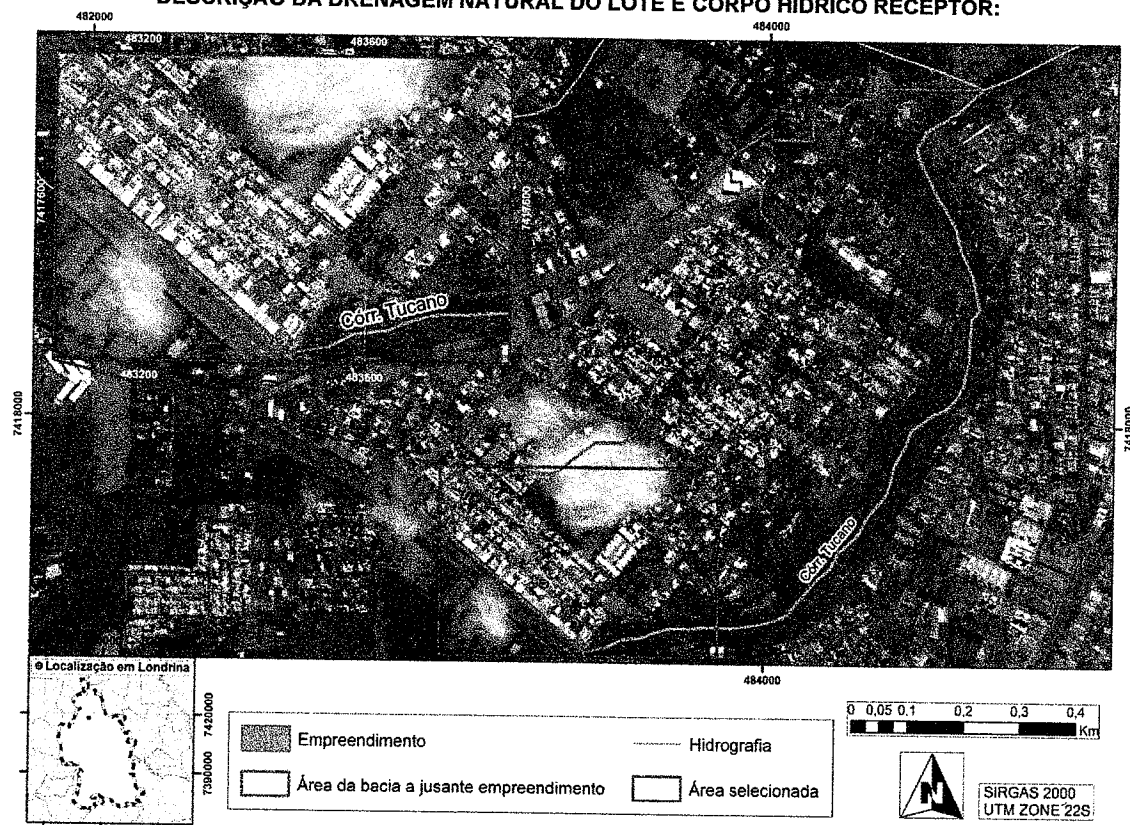 DESCRIÇÃO DA DRENAGEM NATURAL DO LOTE E CORPO HÍDRICO RECEPTOR:
482000
484000
483200
483600
7417600
7417600
Córr. Tucano
483200
483600
7418000
7418000
Córr. Tucano
484000
Localização em Londrina
7420000
7390000
Empreendimento
Hidrografia
Área da bacia a jusante empreendimento
Área selecionada
0 0,05 0,1 0,2 0,3 0,4
Km
N
SIRGAS 2000
UTM ZONE 22S